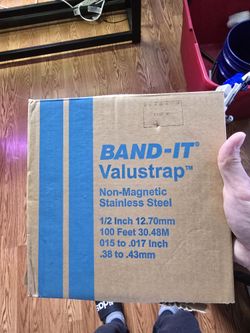 BAND-IT®
Valustrap™
Non-Magnetic
Stainless Steel
1/2 Inch 12.70mm
100 Feet 30.48M
015 to .017 Inch
.38 to .43mm